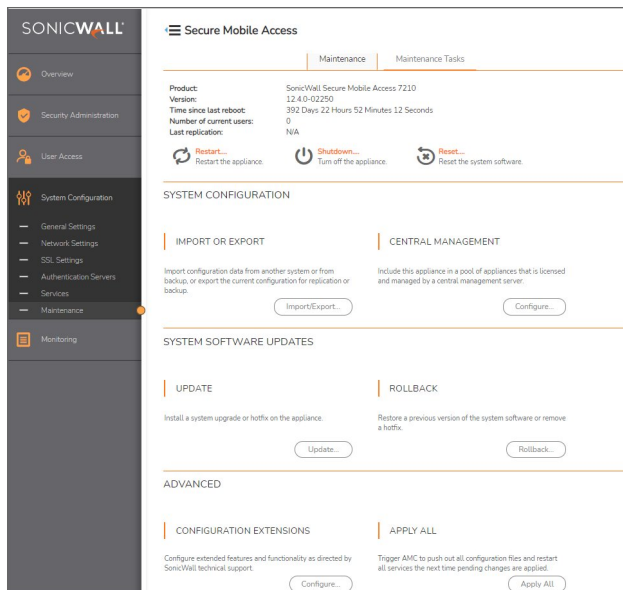 SONICWALL
Secure Mobile Access
Maintenance Maintenance Tasks
Overview
Security Administration
User Access
System Configuration
General Settings
Network Settings
SSL Settings
Authentication Servers
Services
Maintenance
Monitoring
Product: SonicWall Secure Mobile Access 7210
Version: 12.4.0-02250
Time since last reboot: 392 Days 22 Hours 52 Minutes 12 Seconds
Number of current users: 0
Last replication: N/A
Restart... Shutdown... Reset...
Restart the appliance. Turn off the appliance. Reset the system software.
SYSTEM CONFIGURATION
IMPORT OR EXPORT
Import configuration data from another system or from
backup, or export the current configuration for replication or
backup.
Import/Export...
CENTRAL MANAGEMENT
Include this appliance in a pool of appliances that is licensed
and managed by a central management server.
Configure...
SYSTEM SOFTWARE UPDATES
UPDATE
Install a system upgrade or hotfix on the appliance.
Update...
ROLLBACK
Restore a previous version of the system software or remove
a hotfix.
Rollback...
ADVANCED
CONFIGURATION EXTENSIONS
Configure extended features and functionality as directed by
SonicWall technical support.
Configure...
APPLY ALL
Trigger AMC to push out all configuration files and restart
all services the next time pending changes are applied.
Apply All